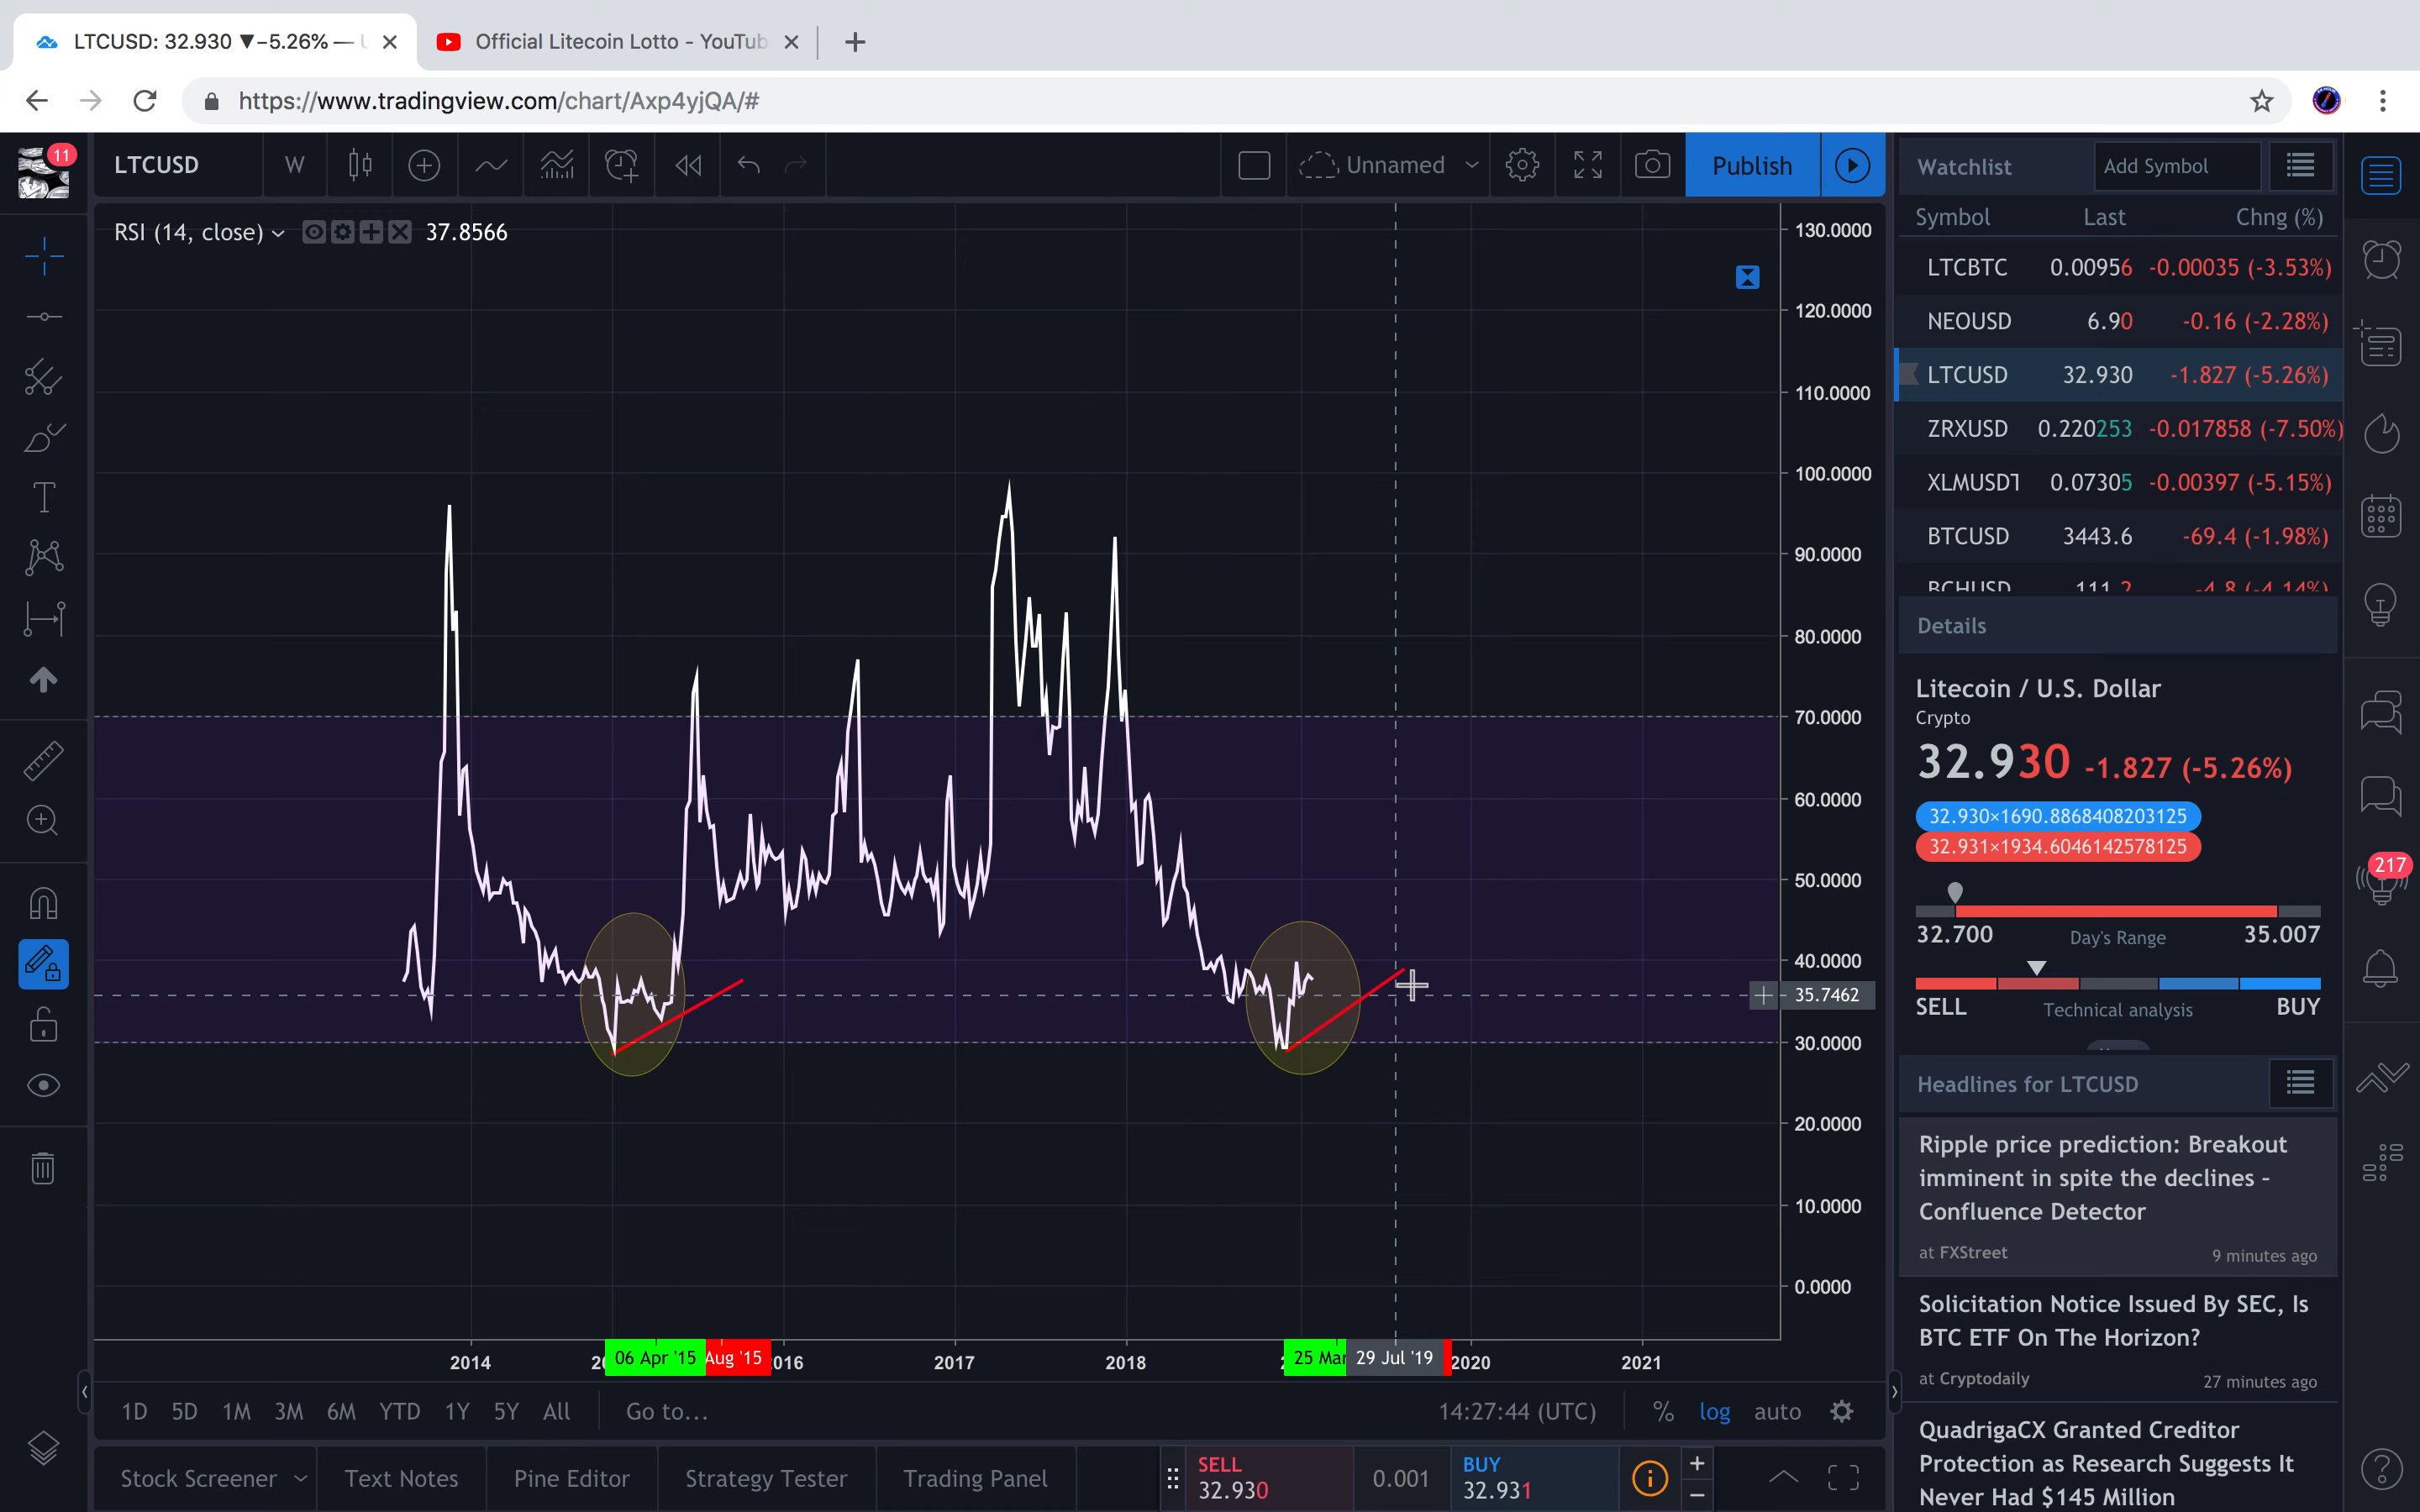 LTCUSD: 32.930 ▼−5.26% —
Official Litecoin Lotto - YouTub
https://www.tradingview.com/chart/Axp4yjQA/#
11
LTCUSD
W
Unnamed
Publish
RSI (14, close)
37.8566
130.0000
120.0000
110.0000
100.0000
90.0000
80.0000
70.0000
60.0000
50.0000
40.0000
35.7462
30.0000
20.0000
10.0000
0.0000
2014
06 Apr '15
Aug '15
2017
2018
29 Jul '19
2020
2021
1D 5D 1M 3M 6M YTD 1Y 5Y All Go to...
14:27:44 (UTC) % log auto
Stock Screener
Text Notes
Pine Editor
Strategy Tester
Trading Panel
SELL
32.930
0.001
BUY
32.931
Watchlist
Add Symbol
Symbol Last Chng (%)
LTCBTC 0.00956 -0.00035 (-3.53%)
NEOUSD 6.90 -0.16 (-2.28%)
LTCUSD 32.930 -1.827 (-5.26%)
ZRXUSD 0.220253 -0.017858 (-7.50%)
XLMUSDT 0.07305 -0.00397 (-5.15%)
BTCUSD 3443.6 -69.4 (-1.98%)
BCHUSD 111.2 -4.8 (-4.14%)
Details
Litecoin / U.S. Dollar
Crypto
32.930 -1.827 (-5.26%)
32.930×1690.8868408203125
32.931×1934.6046142578125
217
32.700 Day's Range 35.007
SELL Technical analysis BUY
Headlines for LTCUSD
Ripple price prediction: Breakout
imminent in spite the declines -
Confluence Detector
at FXStreet 9 minutes ago
Solicitation Notice Issued By SEC, Is
BTC ETF On The Horizon?
at Cryptodaily 27 minutes ago
QuadrigaCX Granted Creditor
Protection as Research Suggests It
Never Had $145 Million